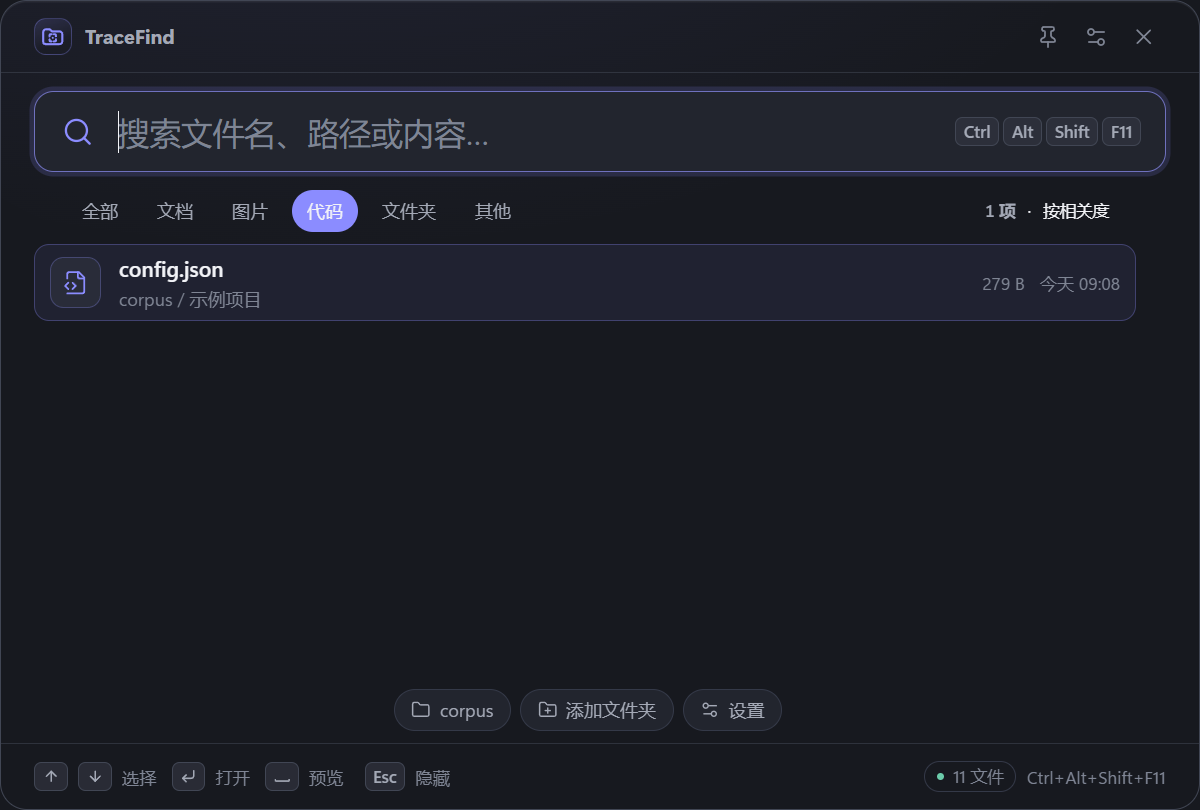 TraceFind
搜索文件名、路径或内容...
Ctrl Alt Shift F11
全部 文档 图片 代码 文件夹 其他
1 项 · 按相关度
config.json
corpus / 示例项目
279 B 今天 09:08
corpus 添加文件夹 设置
选择 打开 预览 Esc 隐藏
11 文件 Ctrl+Alt+Shift+F11